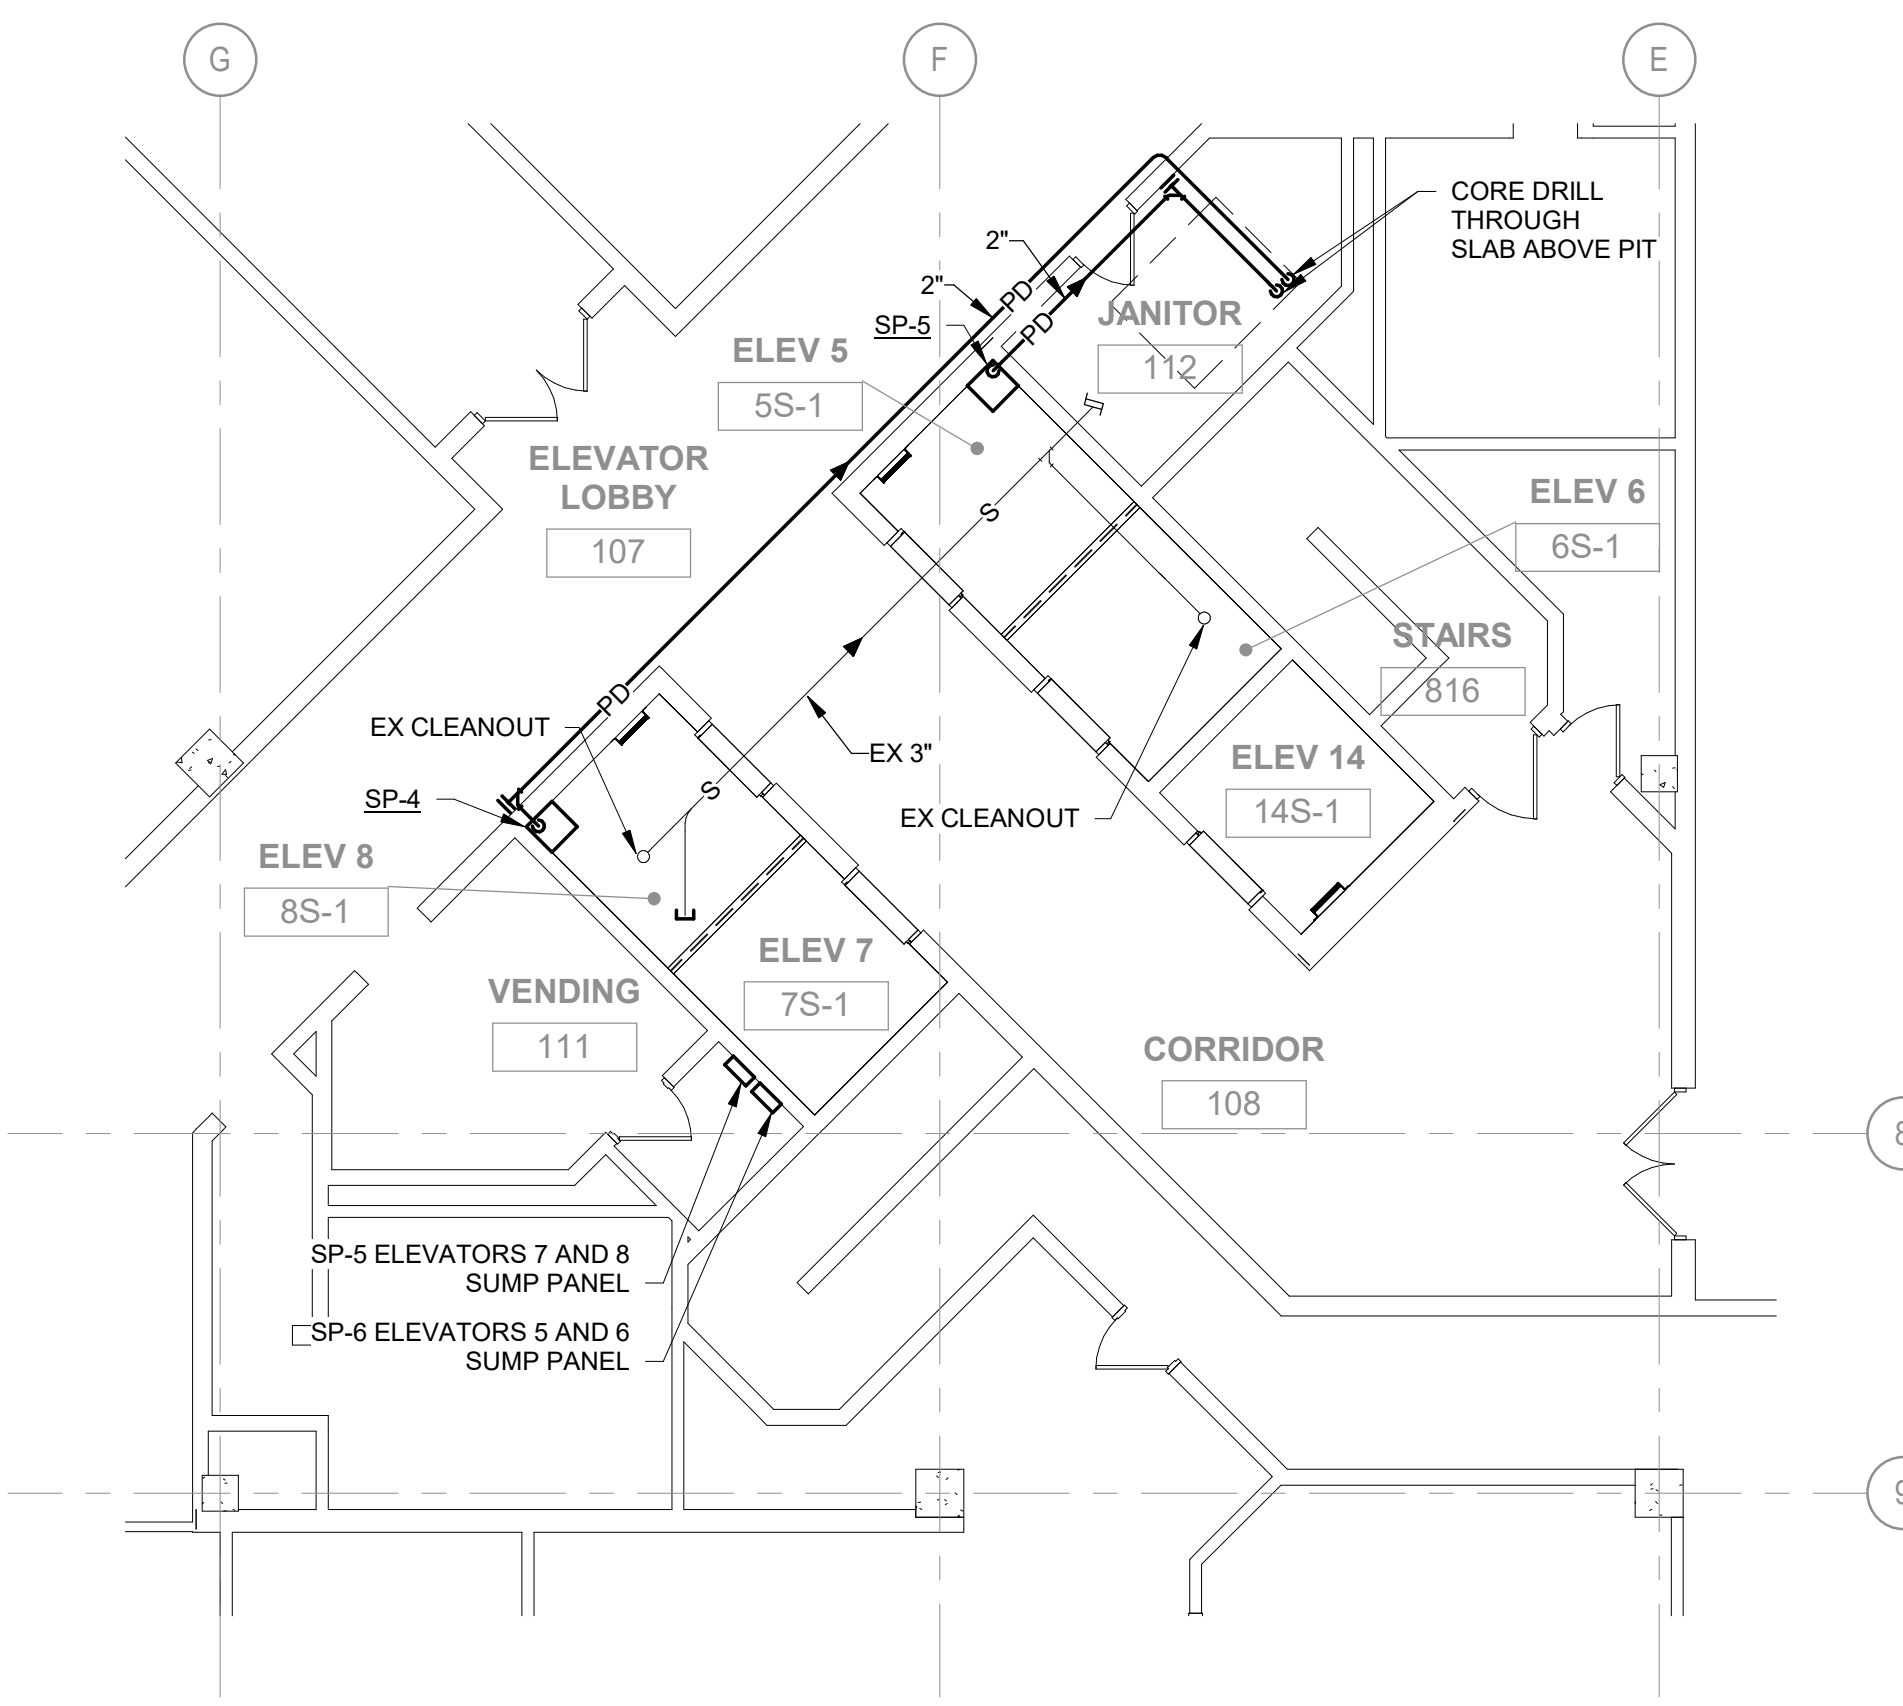 G
F
E
CORE DRILL
THROUGH
SLAB ABOVE PIT
2"
2"
PD
PD
SP-5
JANITOR
112
ELEV 5
5S-1
ELEVATOR
LOBBY
107
S
ELEV 6
6S-1
STAIRS
816
PD
EX CLEANOUT
EX 3"
S
SP-4
ELEV 14
14S-1
EX CLEANOUT
ELEV 8
8S-1
ELEV 7
7S-1
VENDING
111
CORRIDOR
108
8
SP-5 ELEVATORS 7 AND 8
SUMP PANEL
SP-6 ELEVATORS 5 AND 6
SUMP PANEL
9